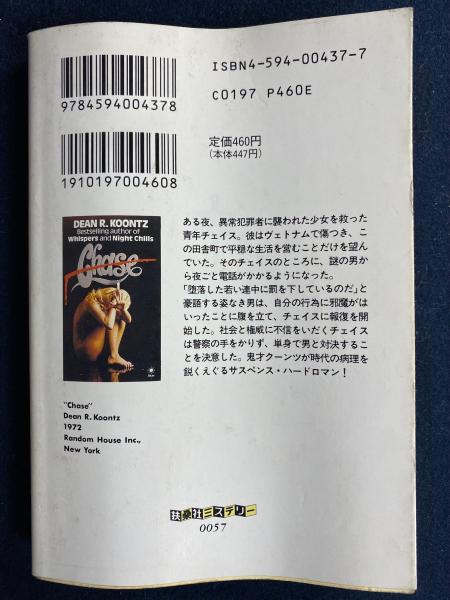 ISBN4-594-00437-7
9784594004378
C0197 P460E
定価460円
(本体447円)
1910197004608
DEAN R. KOONTZ
Bestselling author of
Whispers and Night Chills
Chase
ある夜、異常犯罪者に襲われた少女を救った
青年チェイス。彼はヴェトナムで傷つき、こ
の田舎町で平穏な生活を営むことだけを望ん
でいた。そのチェイスのところに、謎の男か
ら夜ごと電話がかかるようになった。
「堕落した若い連中に罰を下しているのだ」と
豪語する姿なき男は、自分の行為に邪魔がは
いったことに腹を立て、チェイスに報復を開
始した。社会と権威に不信をいだくチェイス
は警察の手をかりず、単身で男と対決するこ
とを決意した。鬼才クーンツが時代の病理を
鋭くえぐるサスペンス・ハードロマン！
"Chase"
Dean R. Koontz
1972
Random House Inc.,
New York
扶桑社ミステリー
0057